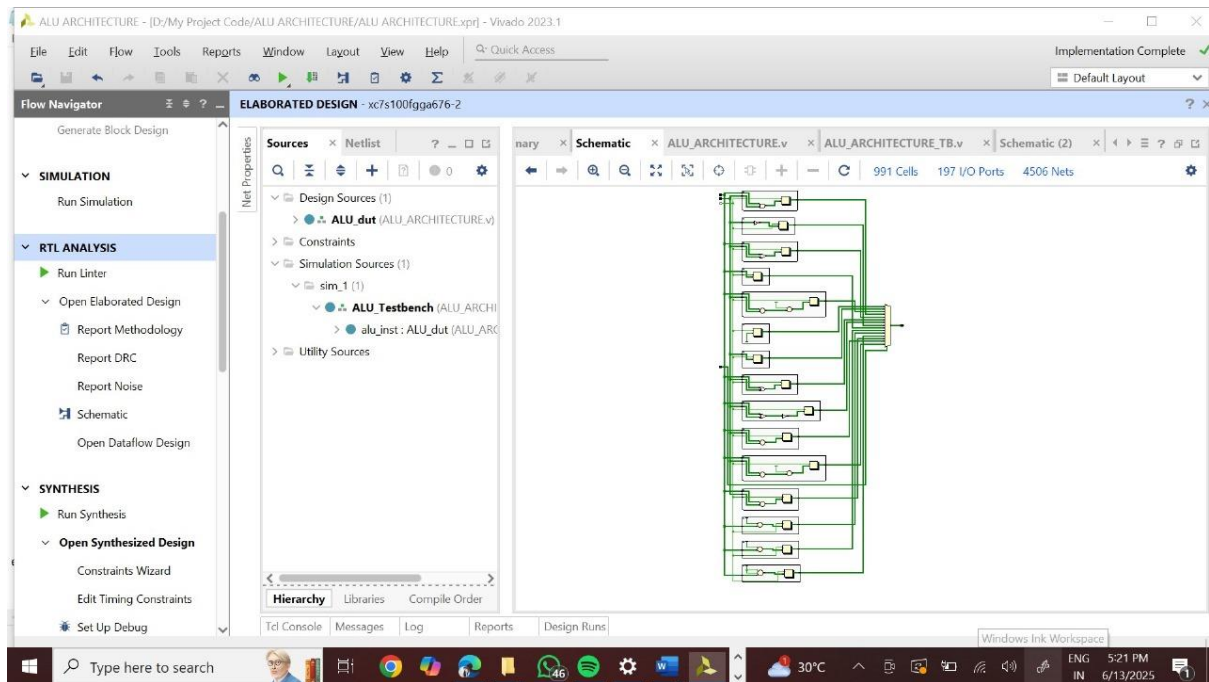 ALU ARCHITECTURE - [D:/My Project Code/ALU ARCHITECTURE/ALU ARCHITECTURE.xpr] - Vivado 2023.1
File Edit Flow Tools Reports Window Layout View Help Quick Access Implementation Complete
Default Layout
Flow Navigator
ELABORATED DESIGN - xc7s100fgga676-2
Generate Block Design
SIMULATION
Run Simulation
RTL ANALYSIS
Run Linter
Open Elaborated Design
Report Methodology
Report DRC
Report Noise
Schematic
Open Dataflow Design
SYNTHESIS
Run Synthesis
Open Synthesized Design
Constraints Wizard
Edit Timing Constraints
Set Up Debug
Net Properties
Sources Netlist
0
Design Sources (1)
ALU_dut (ALU_ARCHITECTURE.v)
Constraints
Simulation Sources (1)
sim_1 (1)
ALU_Testbench (ALU_ARCHI
alu_inst : ALU_dut (ALU_ARC
Utility Sources
Hierarchy Libraries Compile Order
nary Schematic ALU_ARCHITECTURE.v ALU_ARCHITECTURE_TB.v Schematic (2)
991 Cells 197 I/O Ports 4506 Nets
Tcl Console Messages Log Reports Design Runs
Windows Ink Workspace
Type here to search
46
30°C
ENG
IN
5:21 PM
6/13/2025
1